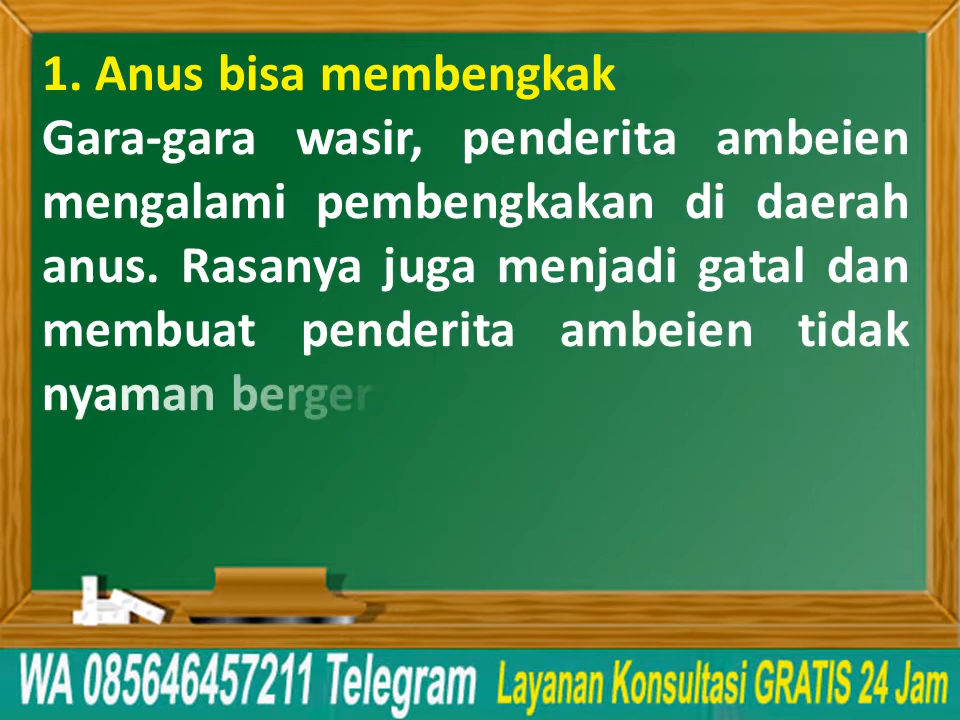 1. Anus bisa membengkak
Gara-gara wasir, penderita ambeien
mengalami pembengkakan di daerah
anus. Rasanya juga menjadi gatal dan
membuat penderita ambeien tidak
nyaman berger
WA 085646457211 Telegram Layanan Konsultasi GRATIS 24 Jam